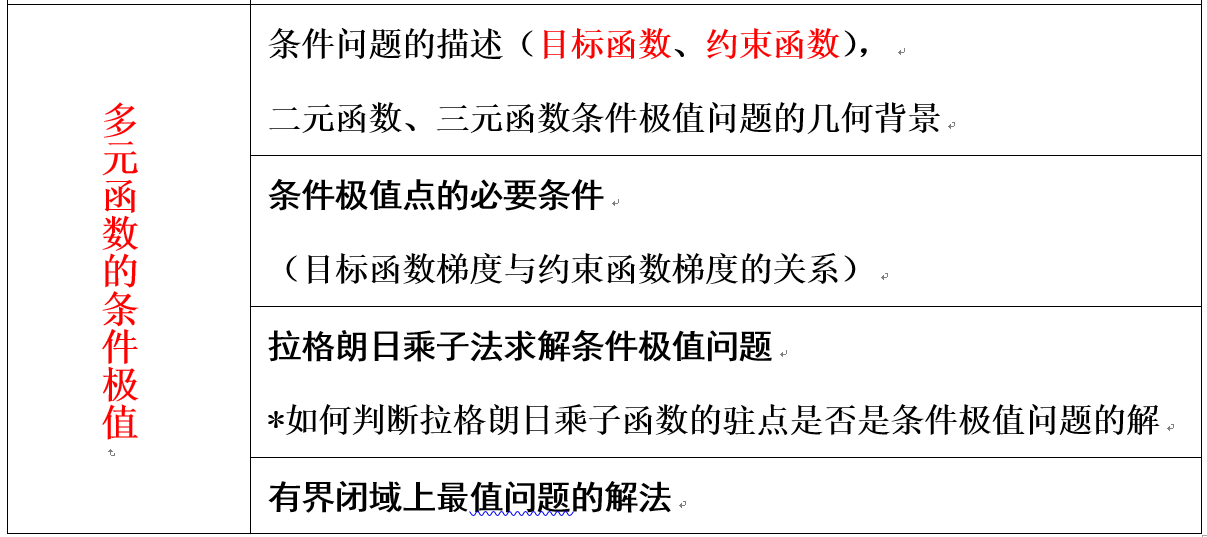 多元函数的条件极值
条件问题的描述（目标函数、约束函数），
二元函数、三元函数条件极值问题的几何背景
条件极值点的必要条件
（目标函数梯度与约束函数梯度的关系）
拉格朗日乘子法求解条件极值问题
*如何判断拉格朗日乘子函数的驻点是否是条件极值问题的解
有界闭域上最值问题的解法